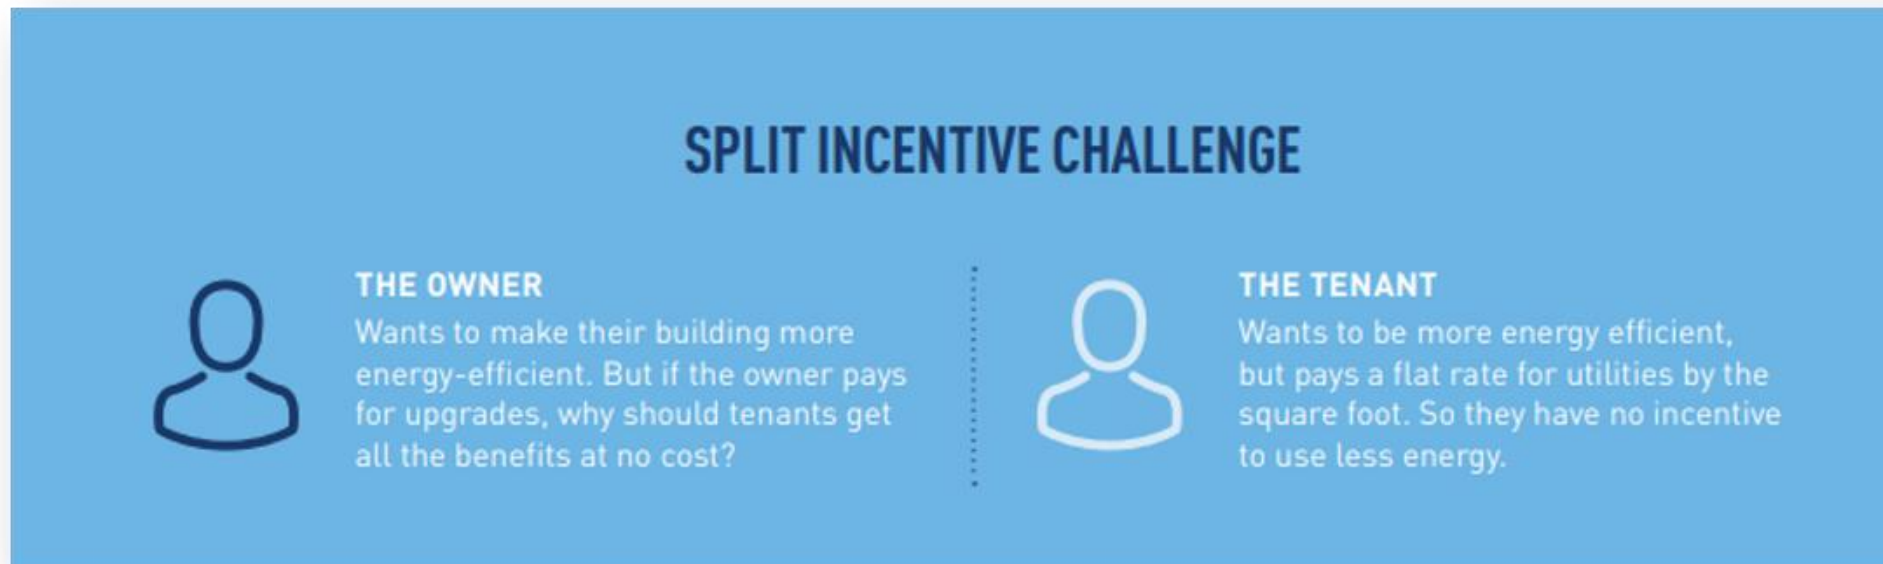 SPLIT INCENTIVE CHALLENGE
THE OWNER
Wants to make their building more
energy-efficient. But if the owner pays
for upgrades, why should tenants get
all the benefits at no cost?
THE TENANT
Wants to be more energy efficient,
but pays a flat rate for utilities by the
square foot. So they have no incentive
to use less energy.